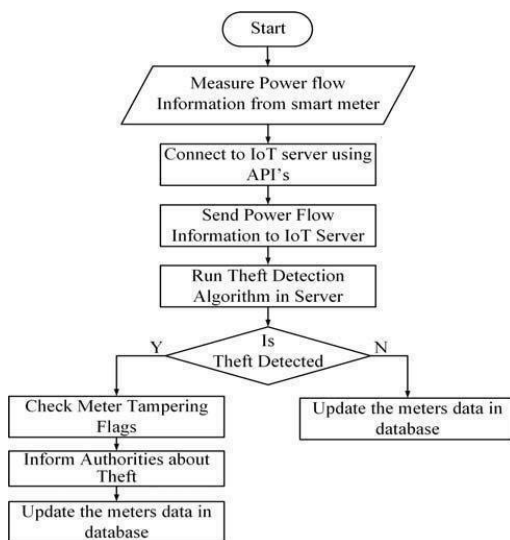 Start
Measure Power flow
Information from smart meter
Connect to IoT server using
API's
Send Power Flow
Information to IoT Server
Run Theft Detection
Algorithm in Server
Is
Theft Detected
Y
N
Check Meter Tampering
Flags
Inform Authorities about
Theft
Update the meters data in
database
Update the meters data in
database